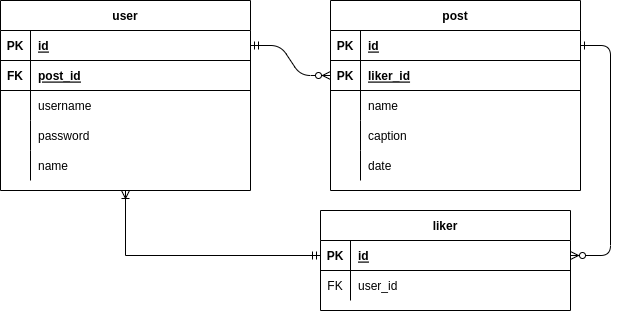 user
PK id
FK post_id
username
password
name
post
PK id
PK liker_id
name
caption
date
liker
PK id
FK user_id